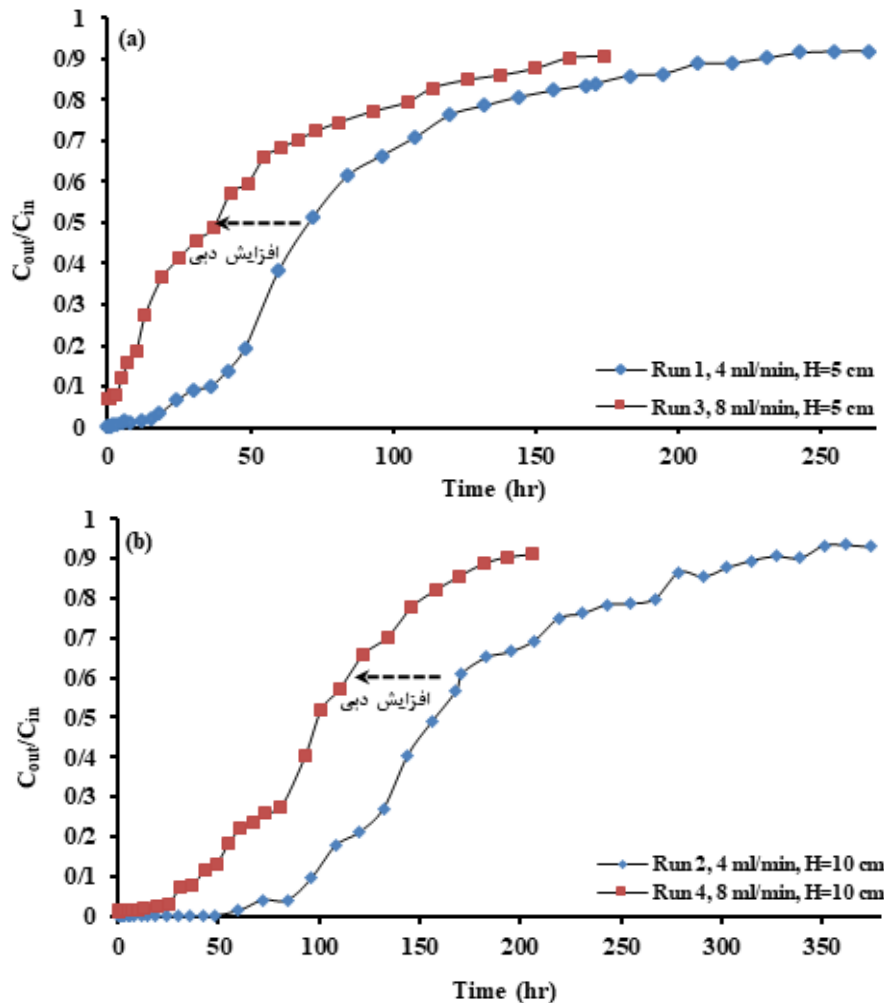 (a)
1
0/9
0/8
0/7
0/6
0/5
0/4
0/3
0/2
0/1
0
C_out/C_in
افزایش دبی
Run 1, 4 ml/min, H=5 cm
Run 3, 8 ml/min, H=5 cm
0 50 100 150 200 250
Time (hr)
(b)
1
0/9
0/8
0/7
0/6
0/5
0/4
0/3
0/2
0/1
0
C_out/C_in
افزایش دبی
Run 2, 4 ml/min, H=10 cm
Run 4, 8 ml/min, H=10 cm
0 50 100 150 200 250 300 350
Time (hr)